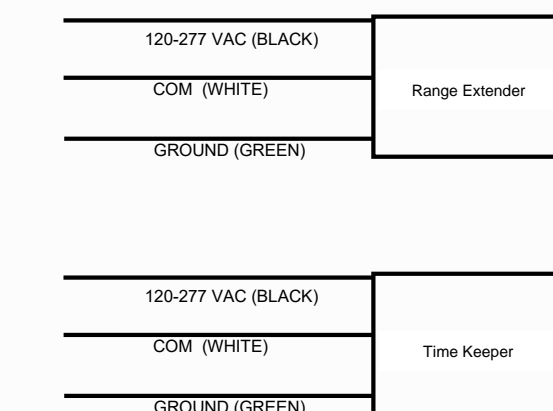 120-277 VAC (BLACK)
COM (WHITE)
Range Extender
GROUND (GREEN)
120-277 VAC (BLACK)
COM (WHITE)
Time Keeper
GROUND (GREEN)